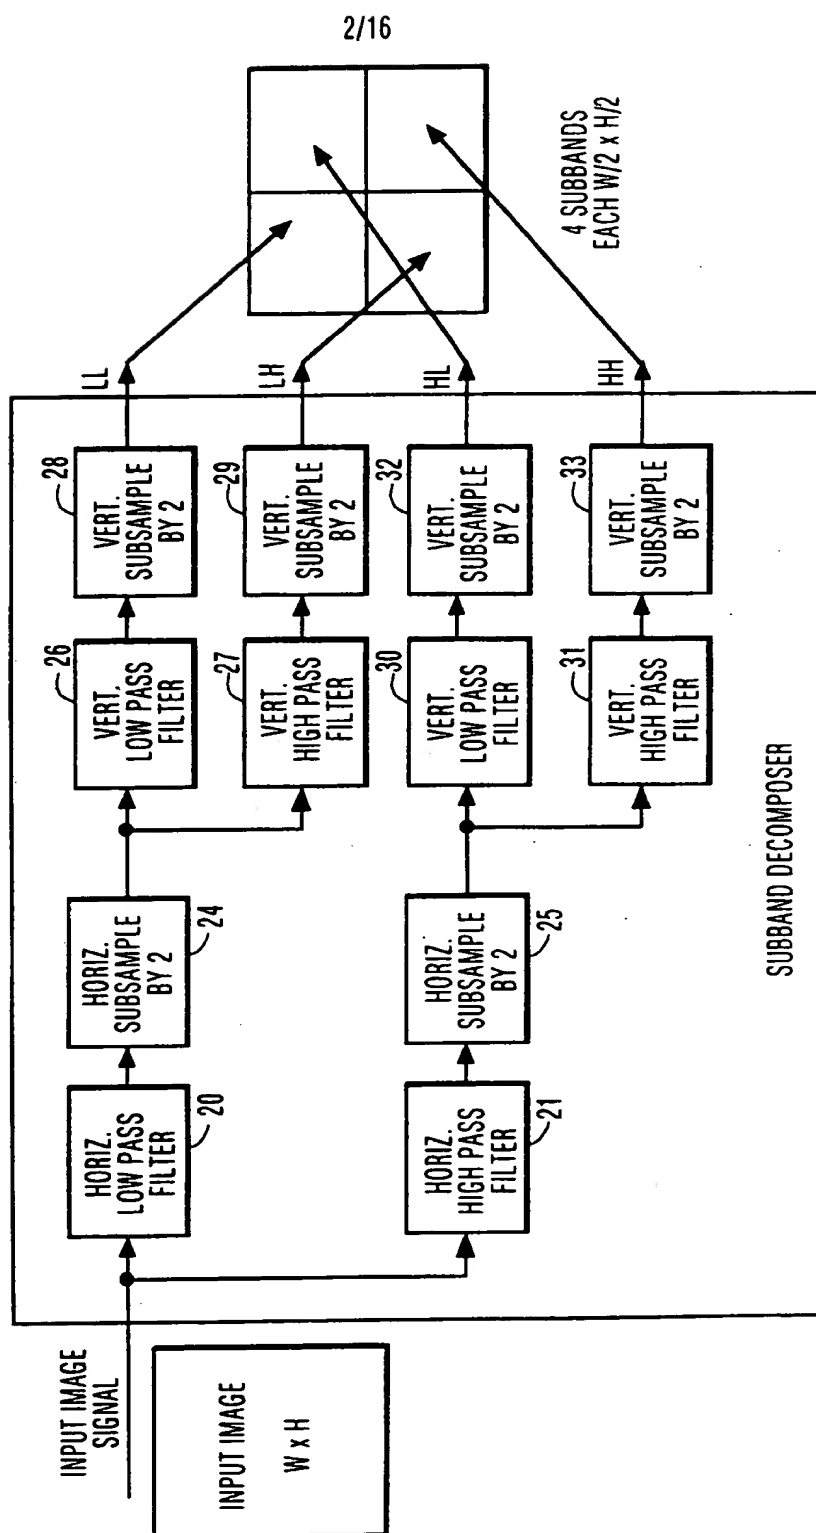 2/16
INPUT IMAGE
SIGNAL
INPUT IMAGE
W x H
HORIZ.
LOW PASS
FILTER
20
HORIZ.
SUBSAMPLE
BY 2
24
VERT.
LOW PASS
FILTER
26
VERT.
SUBSAMPLE
BY 2
28
LL
VERT.
HIGH PASS
FILTER
27
VERT.
SUBSAMPLE
BY 2
29
LH
HORIZ.
HIGH PASS
FILTER
21
HORIZ.
SUBSAMPLE
BY 2
25
VERT.
LOW PASS
FILTER
30
VERT.
SUBSAMPLE
BY 2
32
HL
VERT.
HIGH PASS
FILTER
31
VERT.
SUBSAMPLE
BY 2
33
HH
4 SUBBANDS
EACH W/2 x H/2
SUBBAND DECOMPOSER